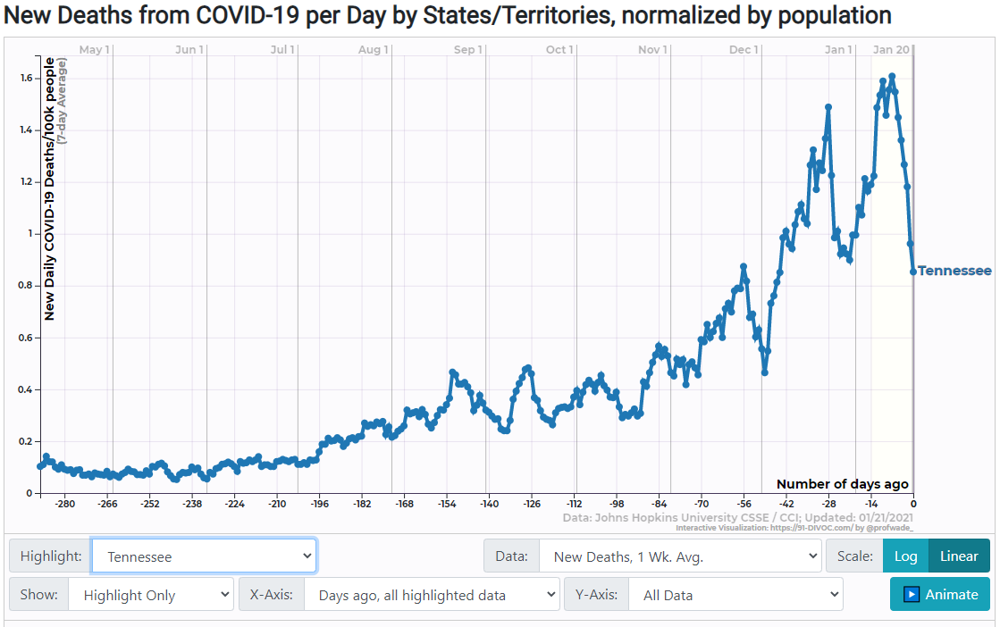 New Deaths from COVID-19 per Day by States/Territories, normalized by population
May 1 Jun 1 Jul 1 Aug 1 Sep 1 Oct 1 Nov 1 Dec 1 Jan 1 Jan 20
New Daily COVID-19 Deaths/100k people
(7-day Average)
1.6
1.4
1.2
1
0.8
0.6
0.4
0.2
0
Tennessee
Number of days ago
-280 -266 -252 -238 -224 -210 -196 -182 -168 -154 -140 -126 -112 -98 -84 -70 -56 -42 -28 -14 0
Data: Johns Hopkins University CSSE / CCI; Updated: 01/21/2021
Interactive Visualization: https://91-DIVOC.com/ by @profwade_
Highlight: Tennessee Data: New Deaths, 1 Wk. Avg. Scale: Log Linear
Show: Highlight Only X-Axis: Days ago, all highlighted data Y-Axis: All Data Animate